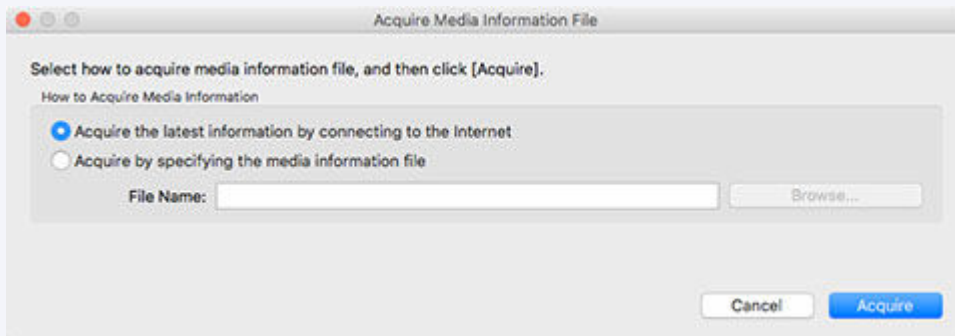 Acquire Media Information File
Select how to acquire media information file, and then click [Acquire].
How to Acquire Media Information
Acquire the latest information by connecting to the Internet
Acquire by specifying the media information file
File Name:
Browse...
Cancel
Acquire